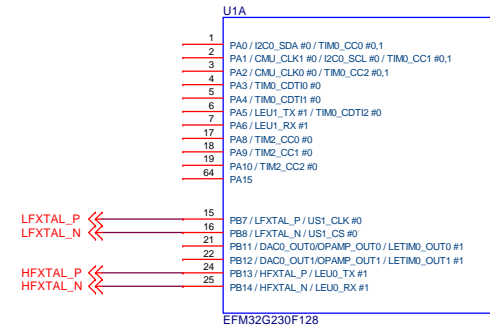 U1A
1 PA0 / I2C0_SDA #0 / TIM0_CC0 #0,1
2 PA1 / CMU_CLK1 #0 / I2C0_SCL #0 / TIM0_CC1 #0,1
3 PA2 / CMU_CLK0 #0 / TIM0_CC2 #0,1
4 PA3 / TIM0_CDTI0 #0
5 PA4 / TIM0_CDTI1 #0
6 PA5 / LEU1_TX #1 / TIM0_CDTI2 #0
7 PA6 / LEU1_RX #1
17 PA8 / TIM2_CC0 #0
18 PA9 / TIM2_CC1 #0
19 PA10 / TIM2_CC2 #0
64 PA15
LFXTAL_P 15 PB7 / LFXTAL_P / US1_CLK #0
LFXTAL_N 16 PB8 / LFXTAL_N / US1_CS #0
21 PB11 / DAC0_OUT0/OPAMP_OUT0 / LETIM0_OUT0 #1
22 PB12 / DAC0_OUT1/OPAMP_OUT1 / LETIM0_OUT1 #1
HFXTAL_P 24 PB13 / HFXTAL_P / LEU0_TX #1
HFXTAL_N 25 PB14 / HFXTAL_N / LEU0_RX #1
EFM32G230F128